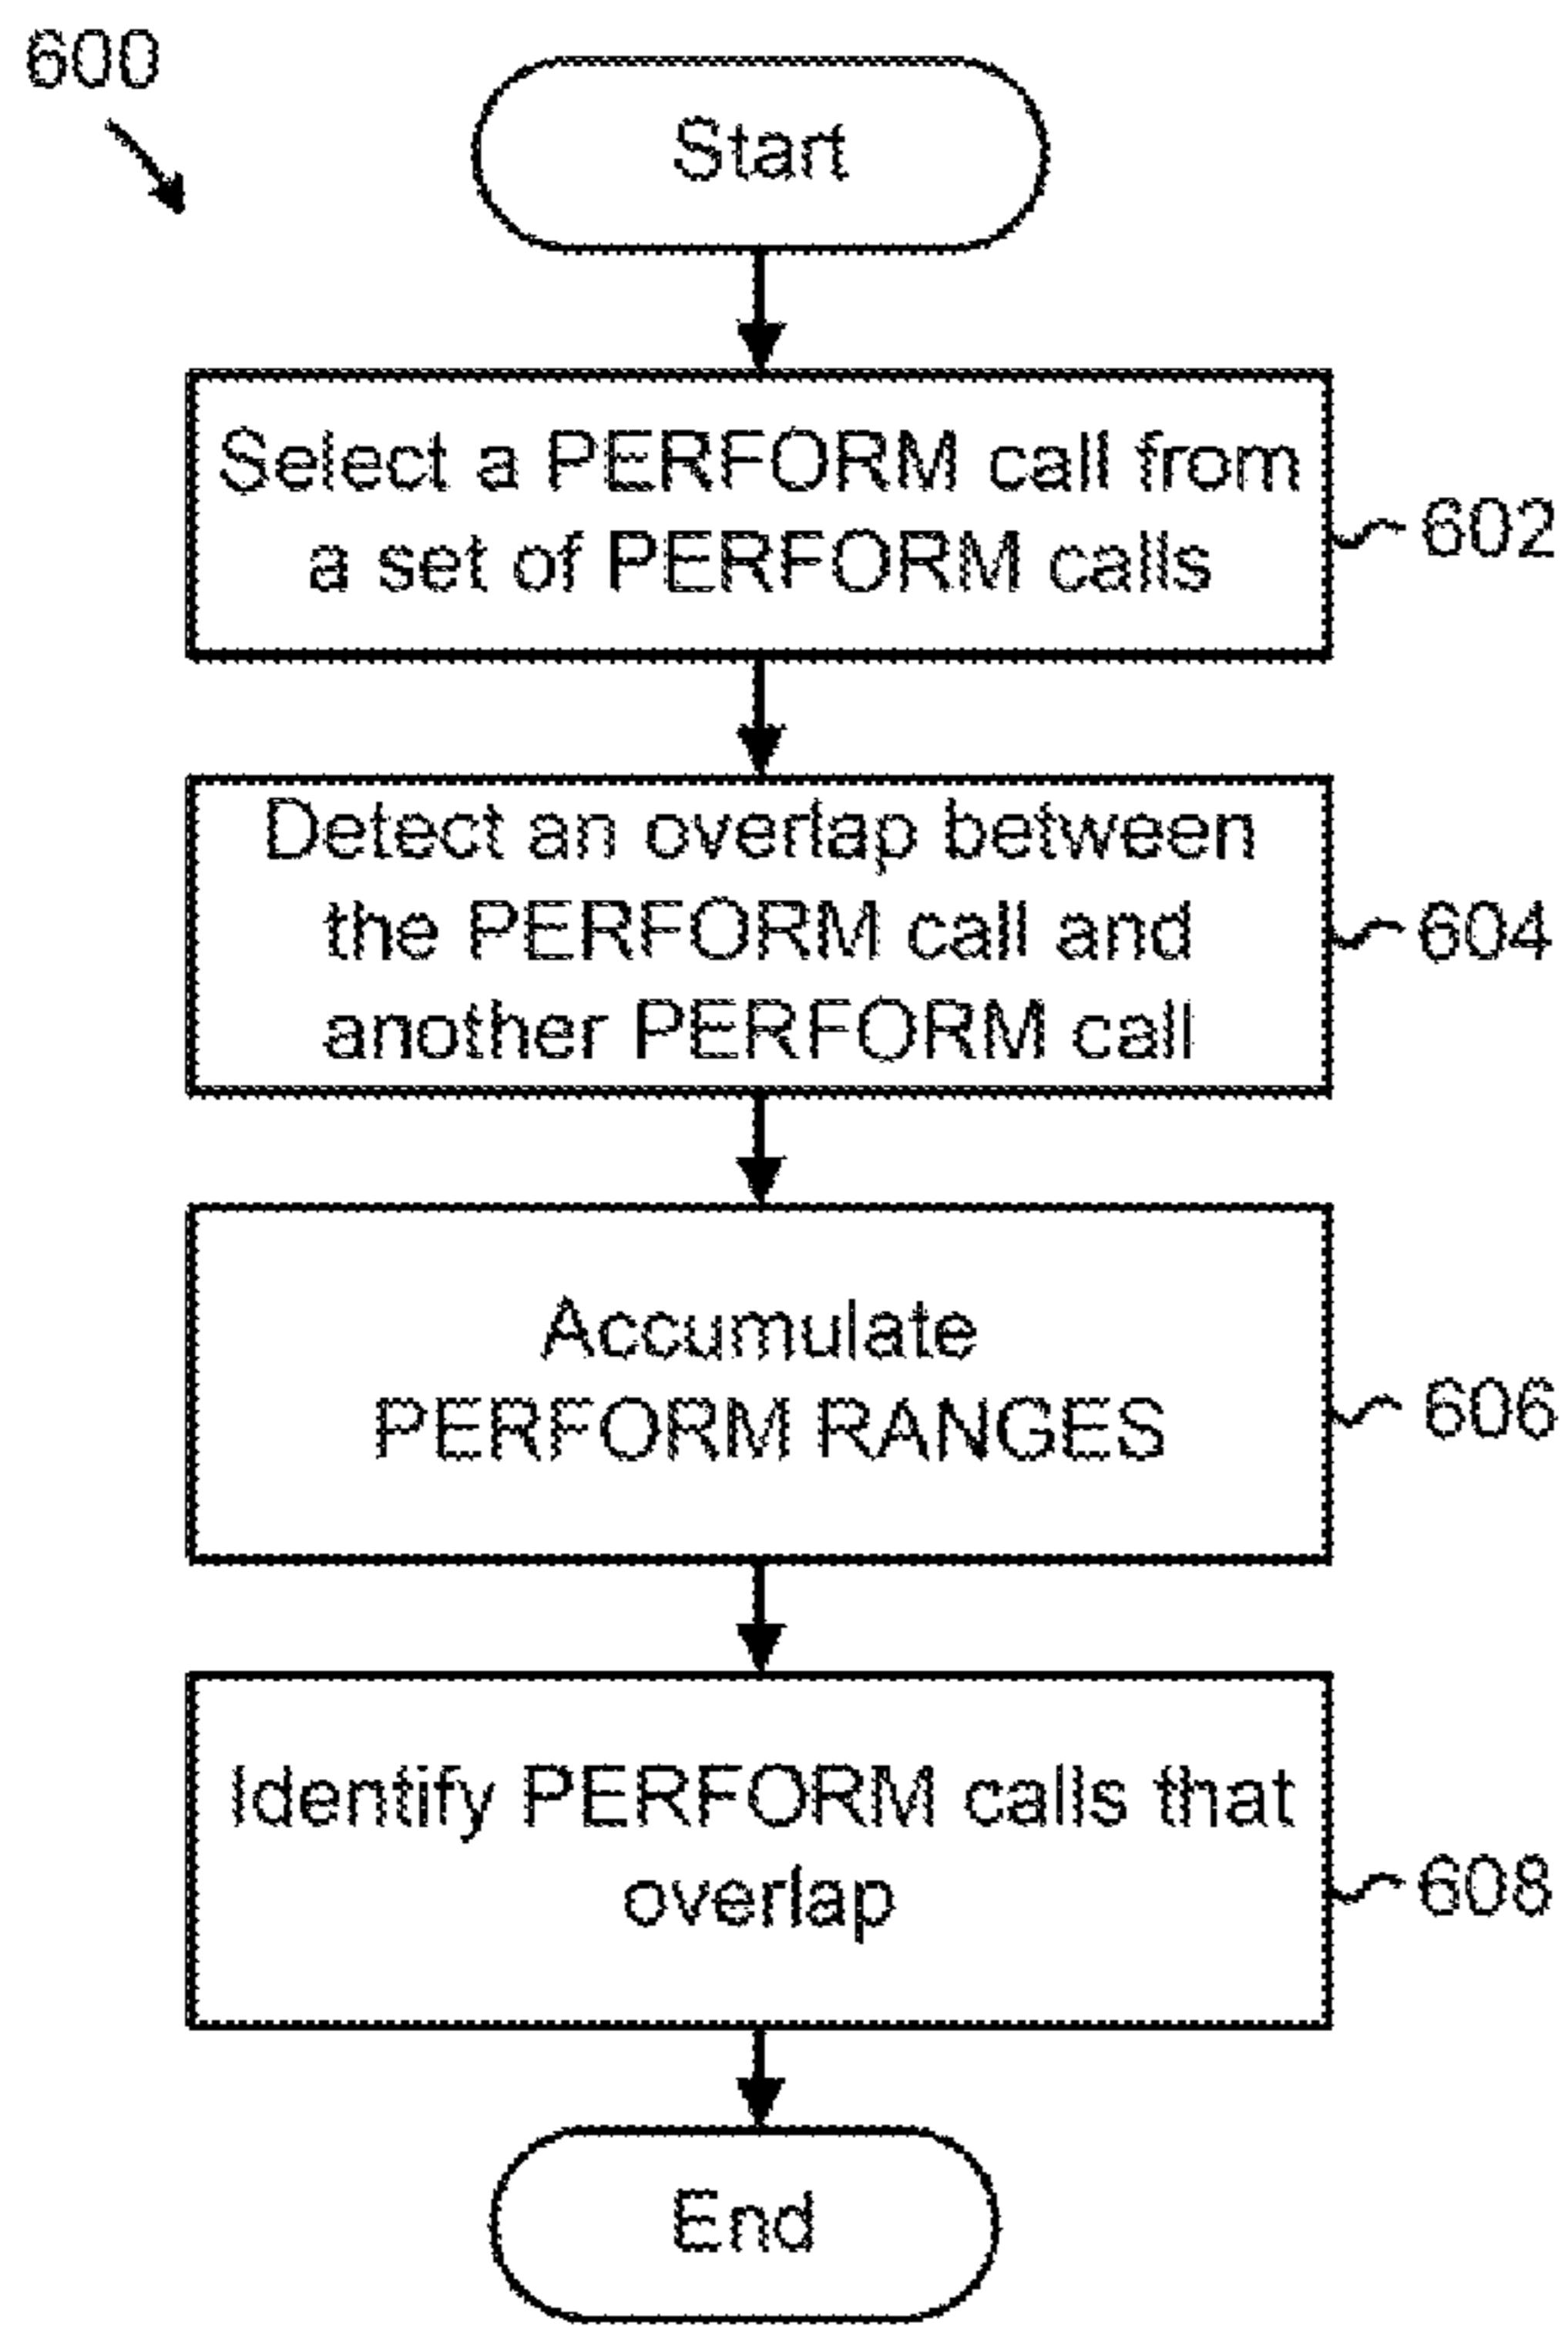 600
Start
Select a PERFORM call from
a set of PERFORM calls
602
Detect an overlap between
the PERFORM call and
another PERFORM call
604
Accumulate
PERFORM RANGES
606
Identify PERFORM calls that
overlap
608
End